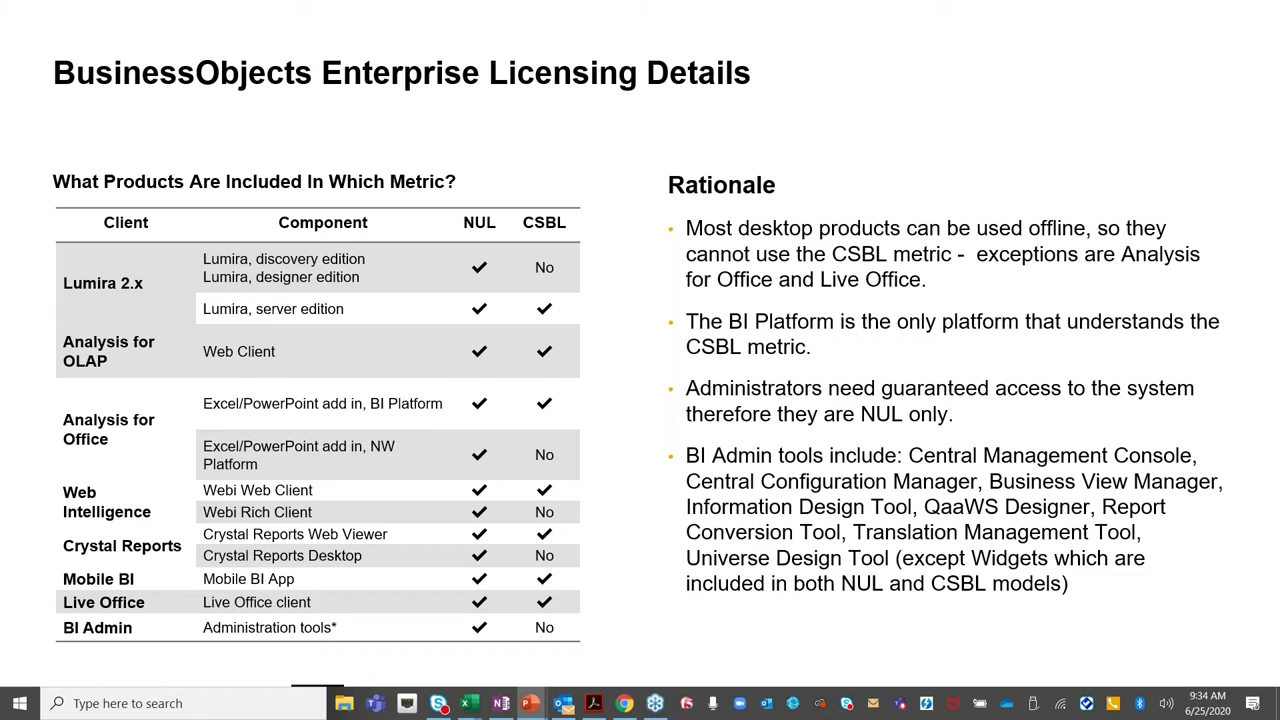 BusinessObjects Enterprise Licensing Details
What Products Are Included In Which Metric?
Client Component NUL CSBL
Lumira 2.x
Lumira, discovery edition
Lumira, designer edition
✔ No
Lumira, server edition ✔ ✔
Analysis for
OLAP
Web Client ✔ ✔
Analysis for
Office
Excel/PowerPoint add in, BI Platform ✔ ✔
Excel/PowerPoint add in, NW
Platform
✔ No
Web
Intelligence
Webi Web Client ✔ ✔
Webi Rich Client ✔ No
Crystal Reports
Crystal Reports Web Viewer ✔ ✔
Crystal Reports Desktop ✔ No
Mobile BI Mobile BI App ✔ ✔
Live Office Live Office client ✔ ✔
BI Admin Administration tools* ✔ No
Rationale
• Most desktop products can be used offline, so they
cannot use the CSBL metric - exceptions are Analysis
for Office and Live Office.
• The BI Platform is the only platform that understands the
CSBL metric.
• Administrators need guaranteed access to the system
therefore they are NUL only.
• BI Admin tools include: Central Management Console,
Central Configuration Manager, Business View Manager,
Information Design Tool, QaaWS Designer, Report
Conversion Tool, Translation Management Tool,
Universe Design Tool (except Widgets which are
included in both NUL and CSBL models)
Type here to search
9:34 AM
6/25/2020